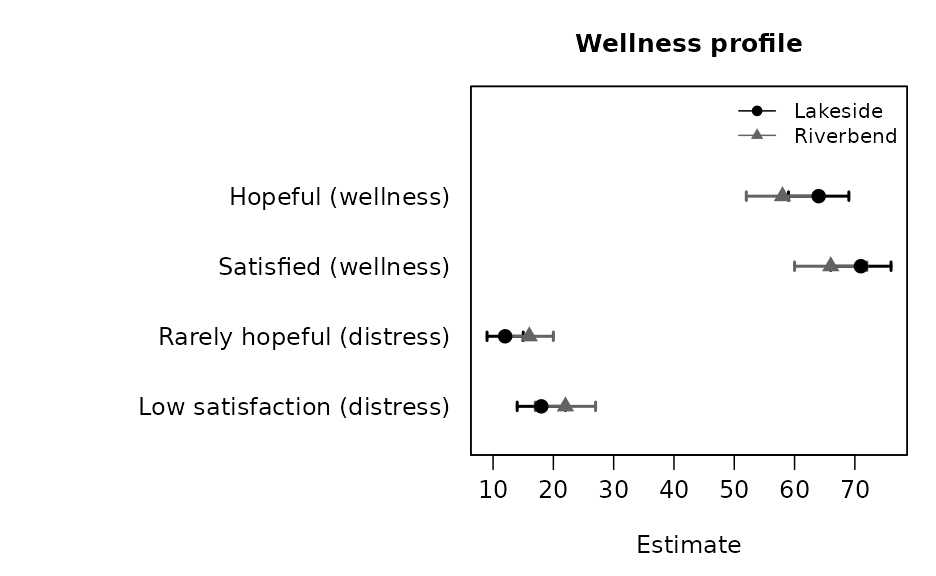 Wellness profile
Lakeside
Riverbend
Hopeful (wellness)
Satisfied (wellness)
Rarely hopeful (distress)
Low satisfaction (distress)
10 20 30 40 50 60 70
Estimate